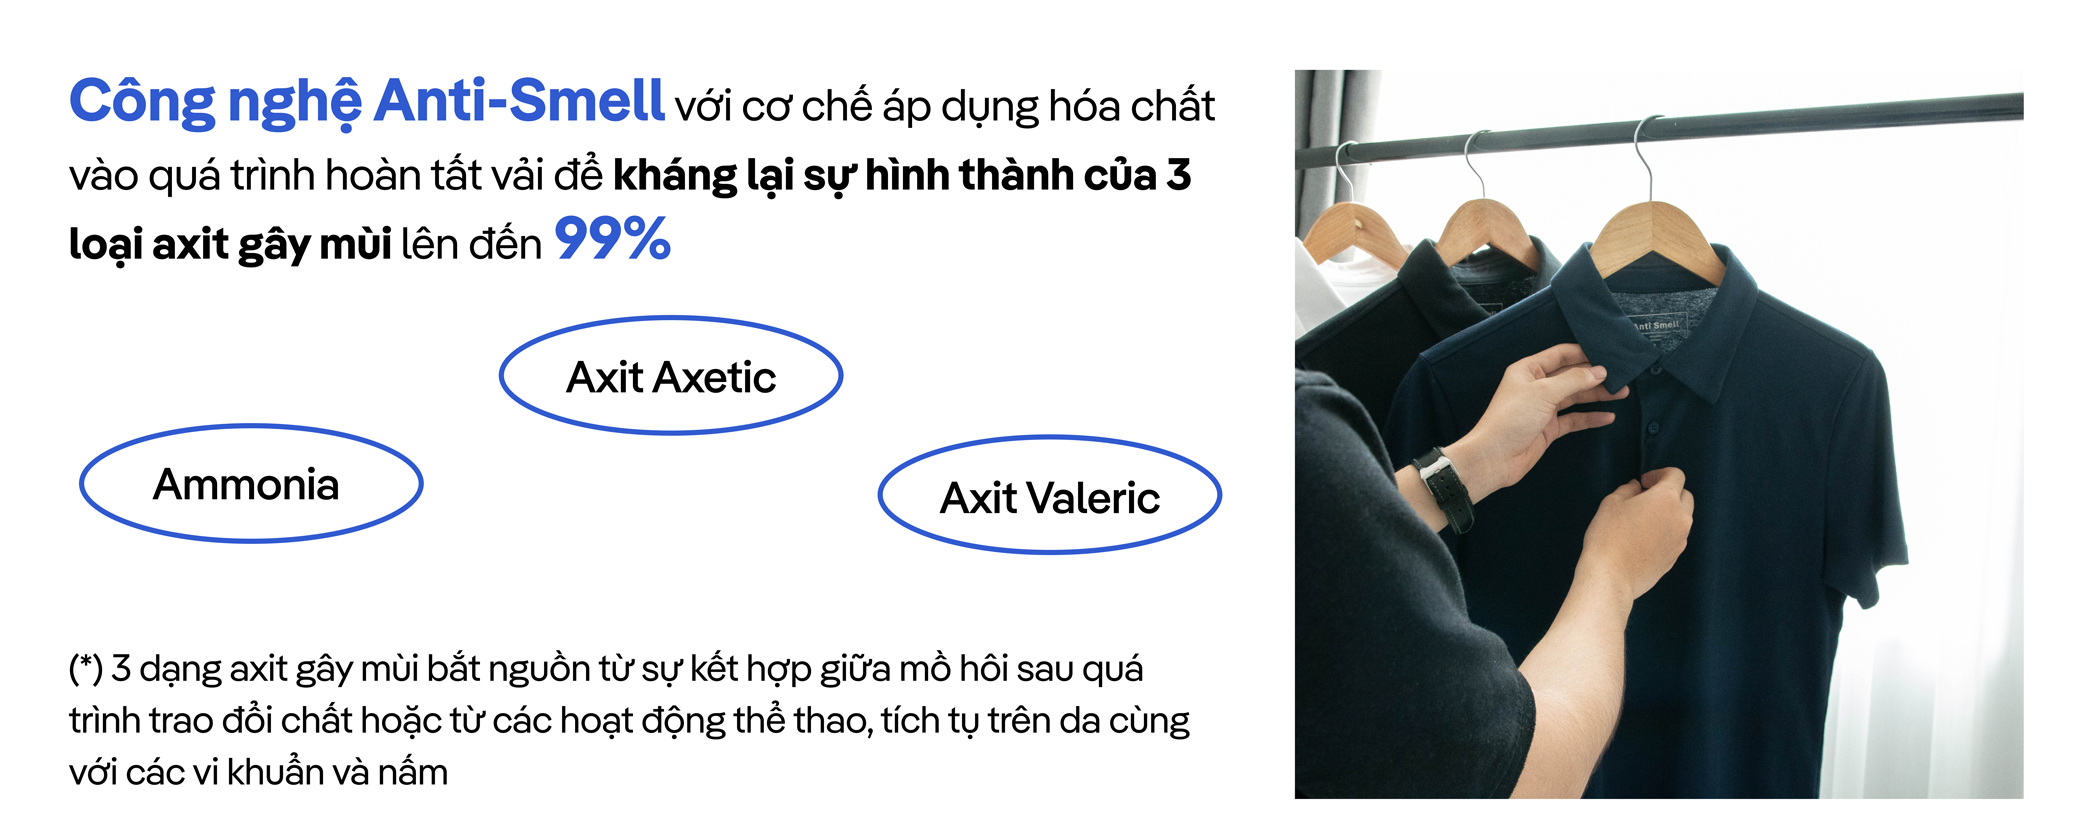 Công nghệ Anti-Smell với cơ chế áp dụng hóa chất
vào quá trình hoàn tất vải để kháng lại sự hình thành của 3
loại axit gây mùi lên đến 99%
Axit Axetic
Ammonia
Axit Valeric
(*) 3 dạng axit gây mùi bắt nguồn từ sự kết hợp giữa mồ hôi sau quá
trình trao đổi chất hoặc từ các hoạt động thể thao, tích tụ trên da cùng
với các vi khuẩn và nấm
Anti Smell